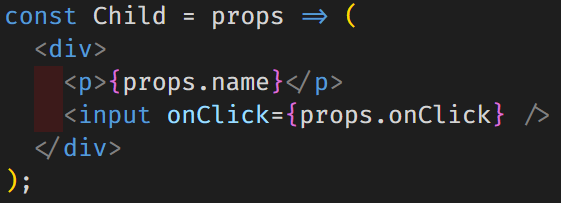 const Child = props => (
  <div>
    <p>{props.name}</p>
    <input onClick={props.onClick} />
  </div>
);